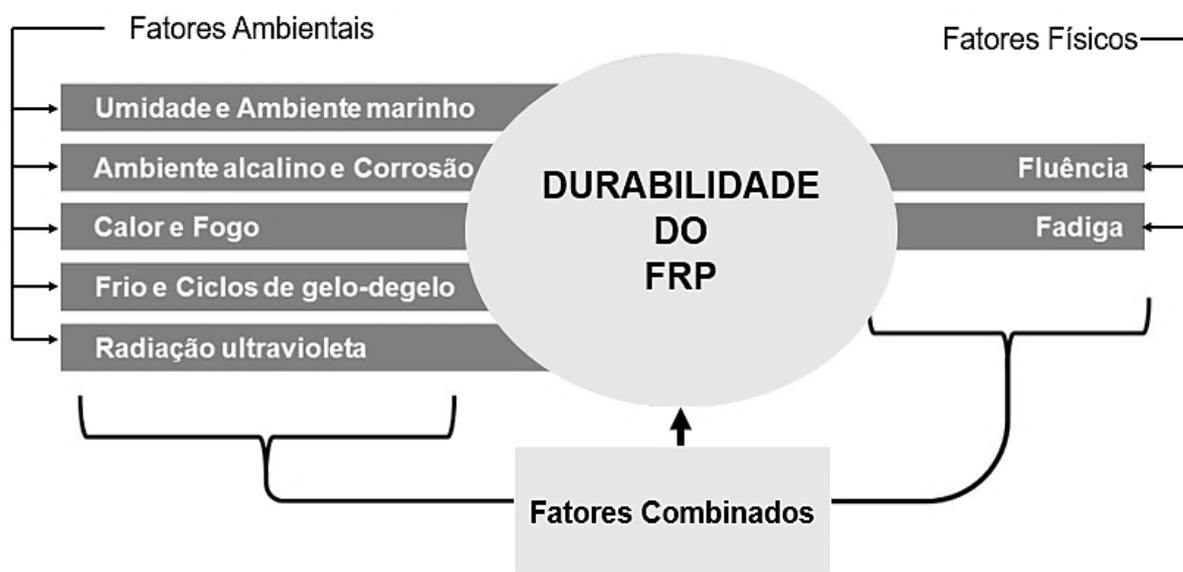 Fatores Ambientais
Fatores Físicos
Umidade e Ambiente marinho
Ambiente alcalino e Corrosão
Calor e Fogo
Frio e Ciclos de gelo-degelo
Radiação ultravioleta
DURABILIDADE
DO
FRP
Fluência
Fadiga
Fatores Combinados